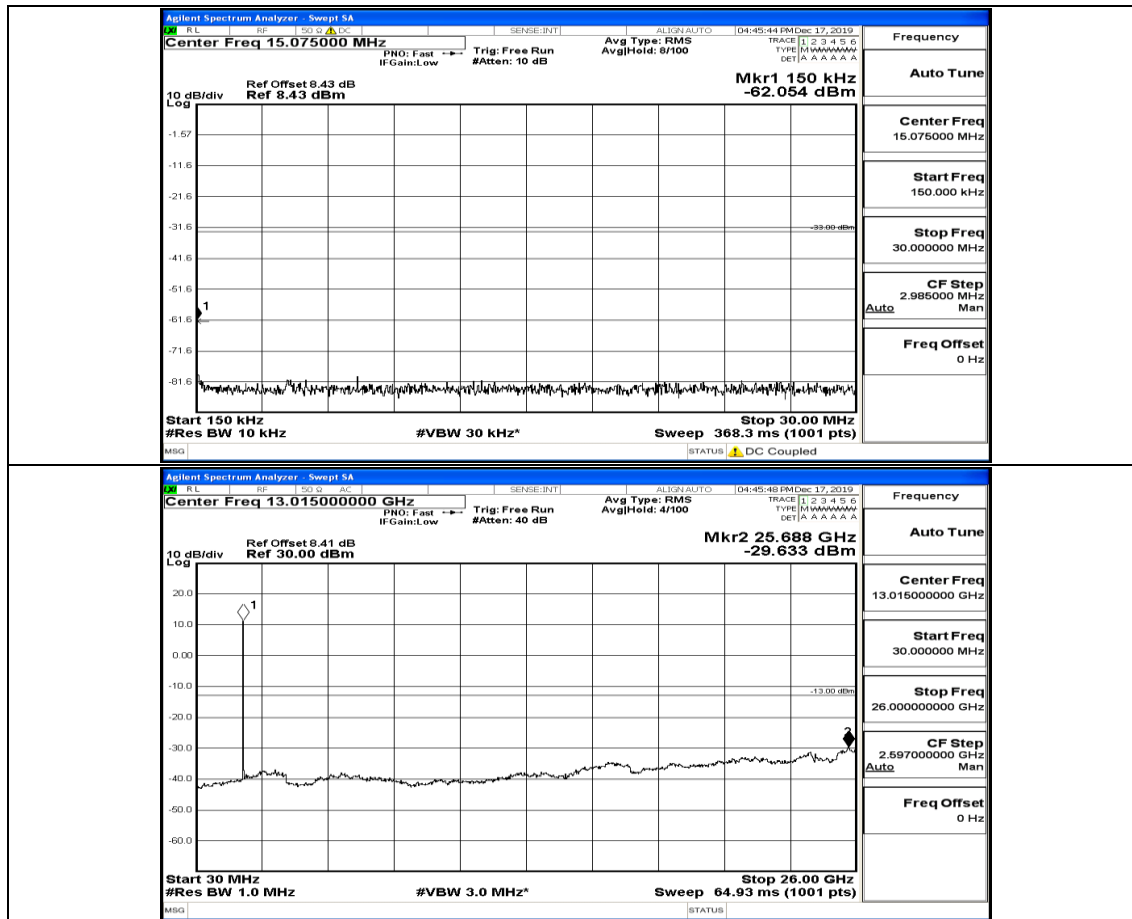 Agilent Spectrum Analyzer - Swept SA
LXI RL RF 50 Ω DC SENSE:INT ALIGN AUTO 04:45:44 PM Dec 17, 2019
Center Freq 15.075000 MHz
PNO: Fast Trig: Free Run Avg Type: RMS TRACE 1 2 3 4 5 6
IFGain:Low #Atten: 10 dB Avg|Hold: 8/100 TYPE M
DET A A A A A A
Ref Offset 8.43 dB
10 dB/div Ref 8.43 dBm
Log
Mkr1 150 kHz
-62.054 dBm
-1.57
-11.6
-21.6
-31.6
-33.00 dBm
-41.6
-51.6
1
-61.6
-71.6
-81.6
Start 150 kHz Stop 30.00 MHz
#Res BW 10 kHz #VBW 30 kHz* Sweep 368.3 ms (1001 pts)
MSG STATUS DC Coupled
Frequency
Auto Tune
Center Freq
15.075000 MHz
Start Freq
150.000 kHz
Stop Freq
30.000000 MHz
CF Step
2.985000 MHz
Auto Man
Freq Offset
0 Hz
Agilent Spectrum Analyzer - Swept SA
LXI RL RF 50 Ω AC SENSE:INT ALIGN AUTO 04:45:48 PM Dec 17, 2019
Center Freq 13.015000000 GHz
PNO: Fast Trig: Free Run Avg Type: RMS TRACE 1 2 3 4 5 6
IFGain:Low #Atten: 40 dB Avg|Hold: 4/100 TYPE M
DET A A A A A A
Ref Offset 8.41 dB
10 dB/div Ref 30.00 dBm
Log
Mkr2 25.688 GHz
-29.633 dBm
20.0
1
10.0
0.00
-10.0
-13.00 dBm
-20.0
2
-30.0
-40.0
-50.0
-60.0
Start 30 MHz Stop 26.00 GHz
#Res BW 1.0 MHz #VBW 3.0 MHz* Sweep 64.93 ms (1001 pts)
MSG STATUS
Frequency
Auto Tune
Center Freq
13.015000000 GHz
Start Freq
30.000000 MHz
Stop Freq
26.000000000 GHz
CF Step
2.597000000 GHz
Auto Man
Freq Offset
0 Hz